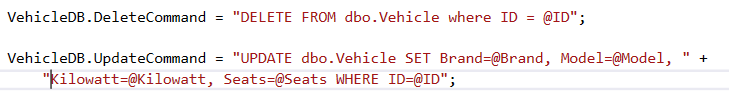 VehicleDB.DeleteCommand = "DELETE FROM dbo.Vehicle where ID = @ID";
VehicleDB.UpdateCommand = "UPDATE dbo.Vehicle SET Brand=@Brand, Model=@Model, " +
"Kilowatt=@Kilowatt, Seats=@Seats WHERE ID=@ID";